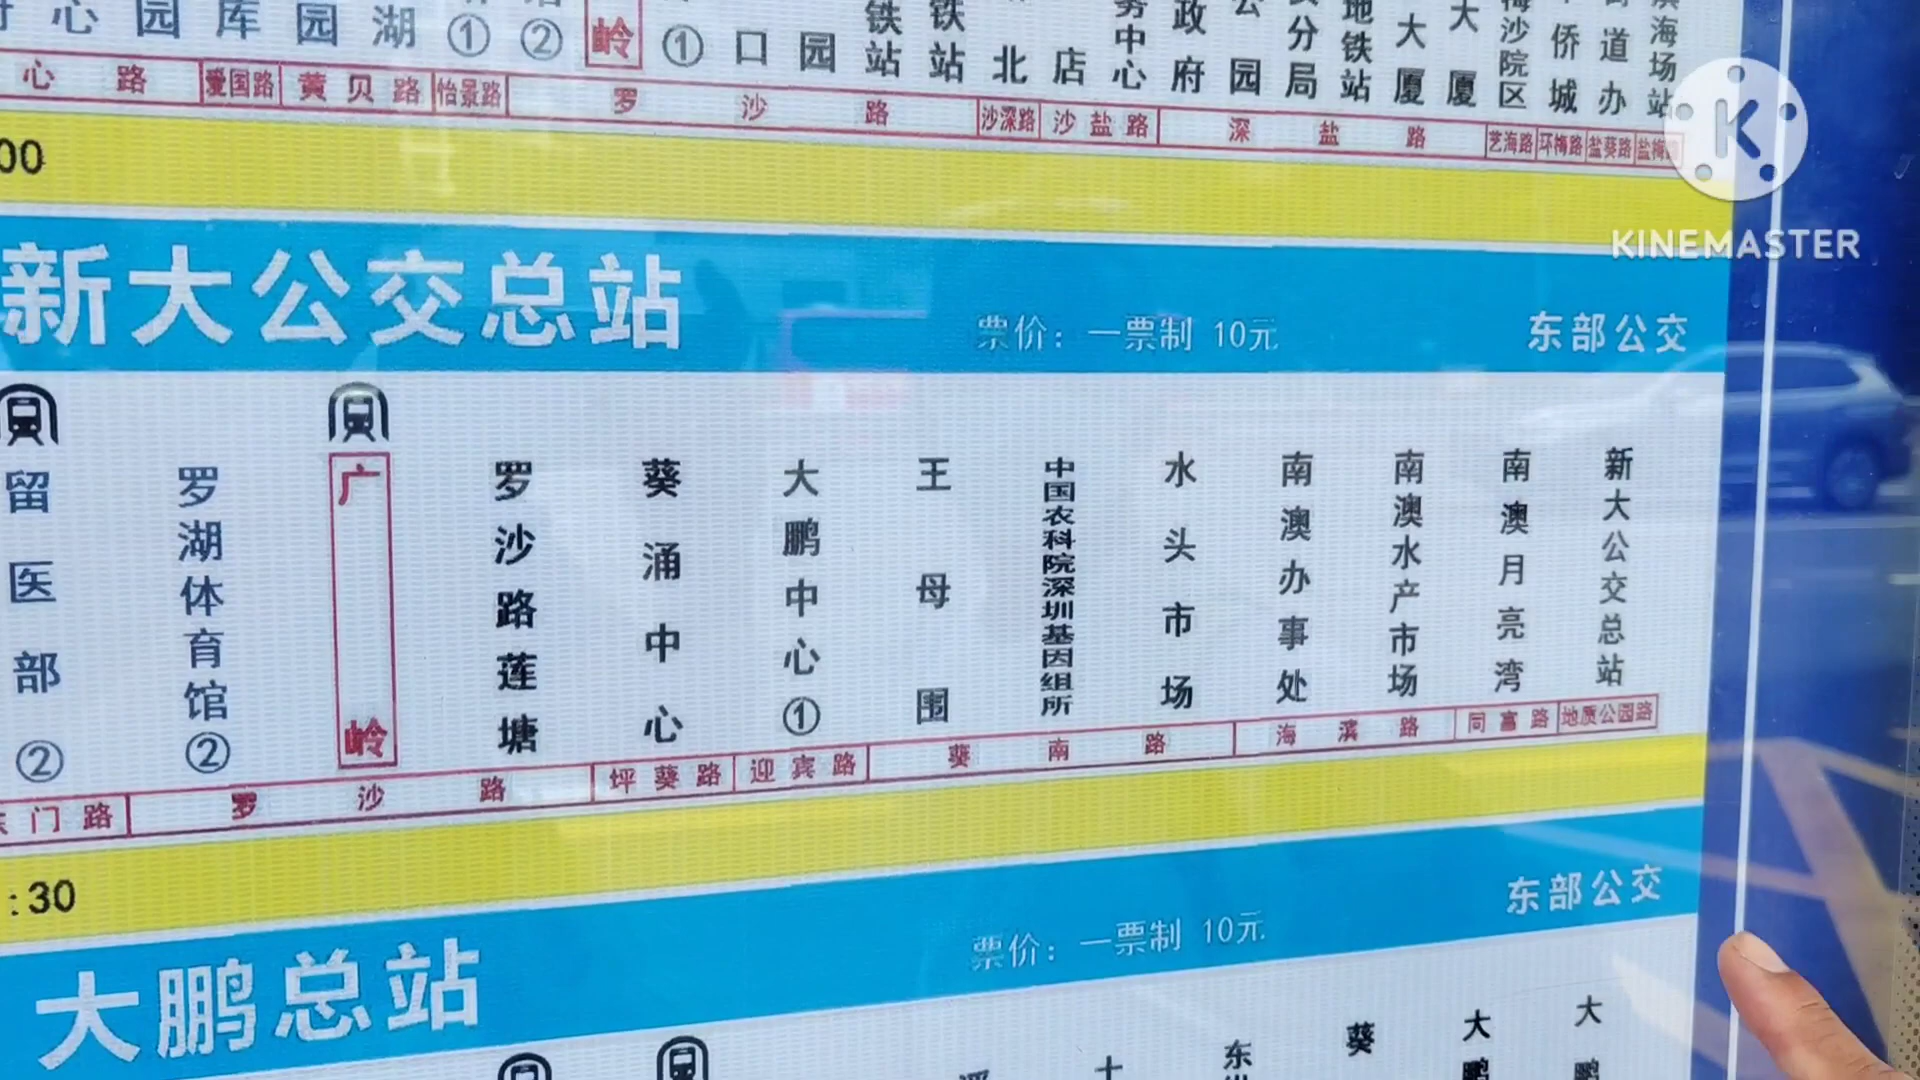 心园库园湖①②岭①口园铁站铁站北店务中心政府公园分局地铁站大厦大厦梅沙院区侨城街道办滨海场站
心路 爱国路 黄贝路 怡景路 罗沙路 沙深路 沙盐路 深盐路 艺海路 环梅路 盐葵路 盐梅
00
KINEMASTER
新大公交总站 票价：一票制 10元 东部公交
留医部②
罗湖体育馆②
广岭
罗沙路莲塘
葵涌中心
大鹏中心①
王母围
中国农科院深圳基因组所
水头市场
南澳办事处
南澳水产市场
南澳月亮湾
新大公交总站
门路 罗沙路 坪葵路 迎宾路 葵南路 海滨路 同富路 地质公园路
:30
大鹏总站 票价：一票制 10元 东部公交
土 东 葵 大鹏 大鹏